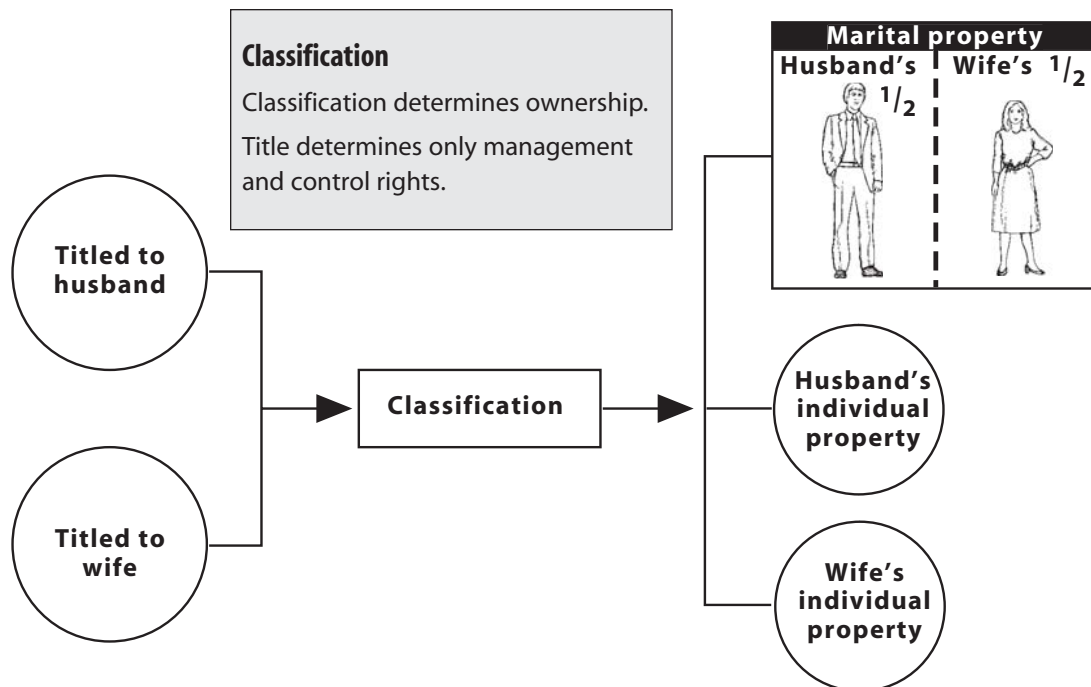 Classification
Classification determines ownership.
Title determines only management
and control rights.
Marital property
Husband's 1/2
Wife's 1/2
Titled to
husband
Titled to
wife
Classification
Husband's
individual
property
Wife's
individual
property